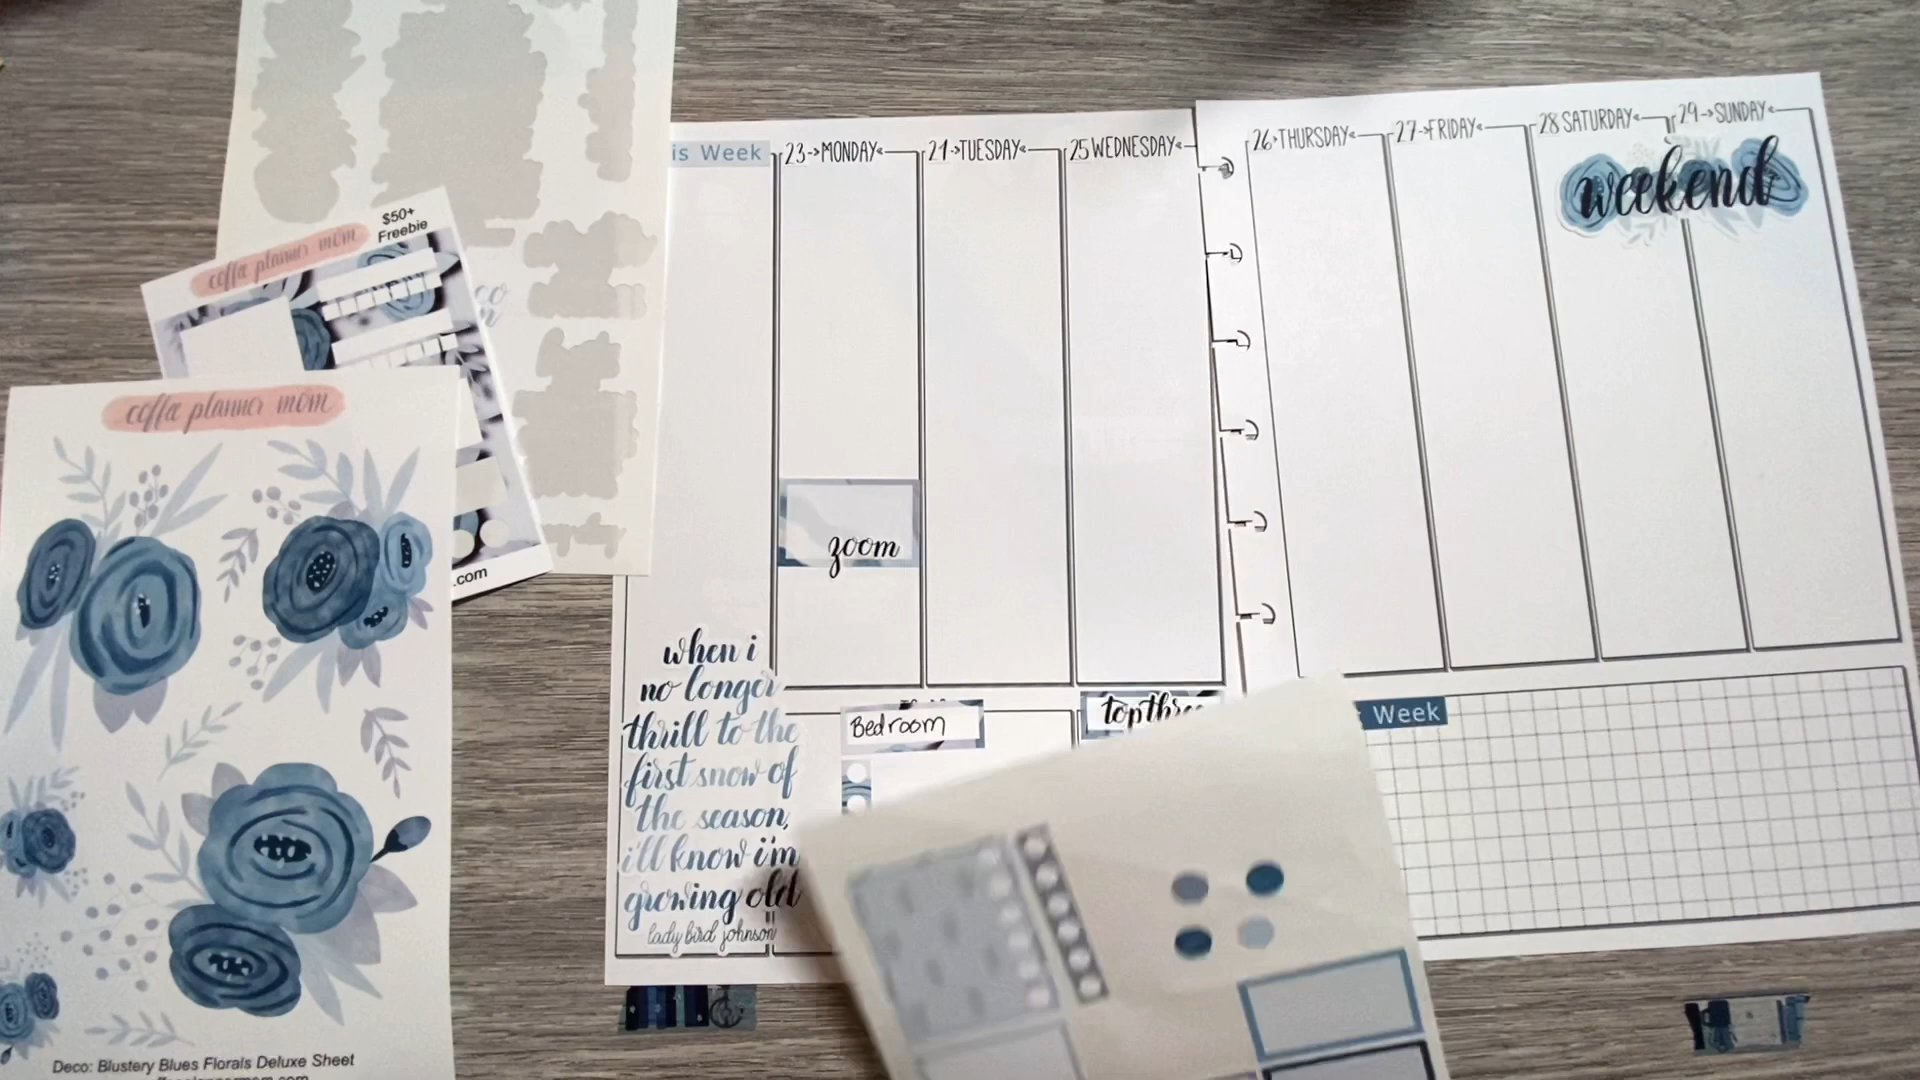 $50+
Freebie
coffee planner mom
.com
coffee planner mom
Deco: Blustery Blues Florals Deluxe Sheet
is Week
23 MONDAY
24 TUESDAY
25 WEDNESDAY
26 THURSDAY
27 FRIDAY
28 SATURDAY
29 SUNDAY
weekend
zoom
when i
no longer
thrill to the
first snow of
the season,
i'll know i'm
growing old
lady bird johnson
Bedroom
top
Week